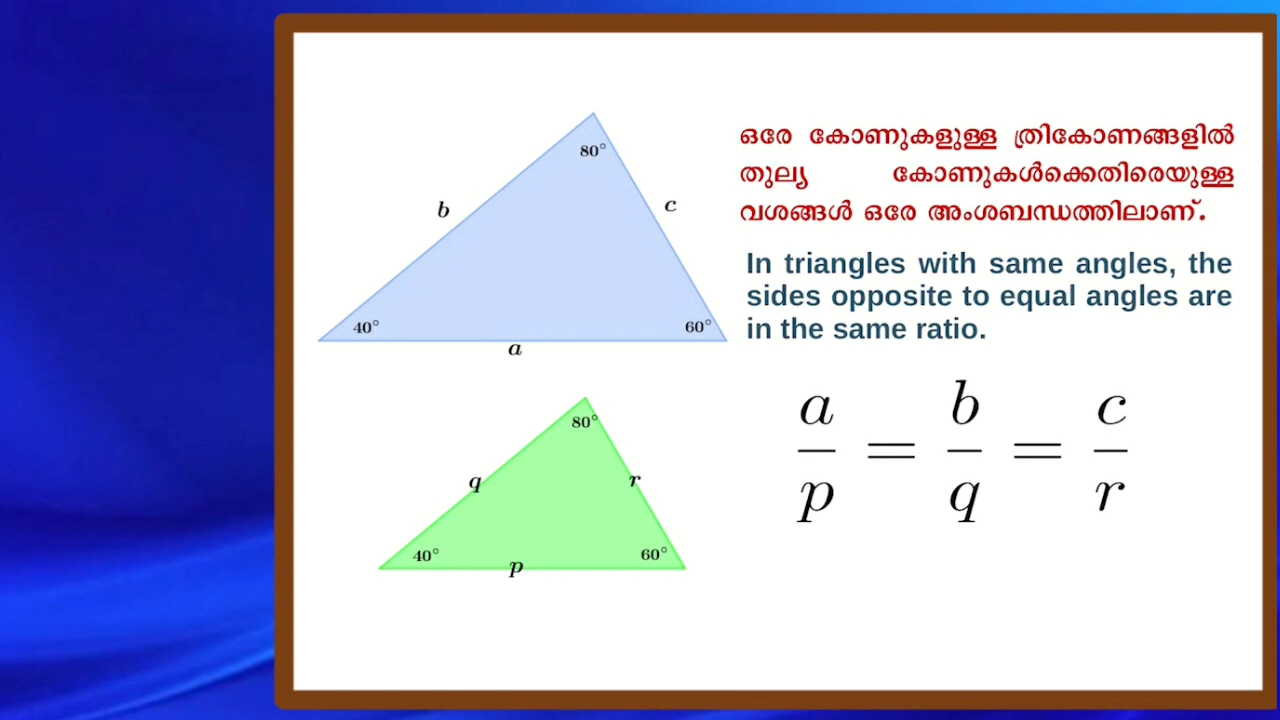 80°
b
c
40°
60°
a
ഒരേ കോണുകളുള്ള ത്രികോണങ്ങളിൽ
തുല്യ കോണുകൾക്കെതിരെയുള്ള
വശങ്ങൾ ഒരേ അംശബന്ധത്തിലാണ്.
In triangles with same angles, the
sides opposite to equal angles are
in the same ratio.
a/p = b/q = c/r
80°
q
r
40°
60°
p